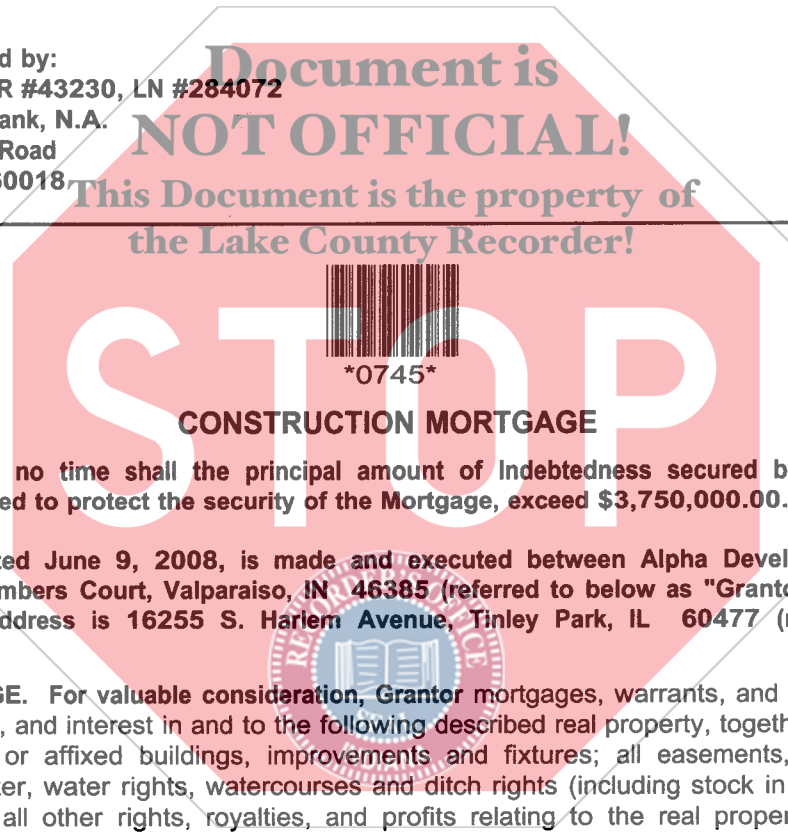 d by:
R #43230, LN #284072
ank, N.A.
Road
60018
Document is
NOT OFFICIAL!
This Document is the property of
the Lake County Recorder!
STOP
*0745*
CONSTRUCTION MORTGAGE
no time shall the principal amount of Indebtedness secured b
ed to protect the security of the Mortgage, exceed $3,750,000.00.
ted June 9, 2008, is made and executed between Alpha Devel
mbers Court, Valparaiso, IN 46385 (referred to below as "Granto
ddress is 16255 S. Harlem Avenue, Tinley Park, IL 60477 (r
GE. For valuable consideration, Grantor mortgages, warrants, and
, and interest in and to the following described real property, togeth
or affixed buildings, improvements and fixtures; all easements,
ter, water rights, watercourses and ditch rights (including stock in
all other rights, royalties, and profits relating to the real proper
RECORDER'S OFFICE